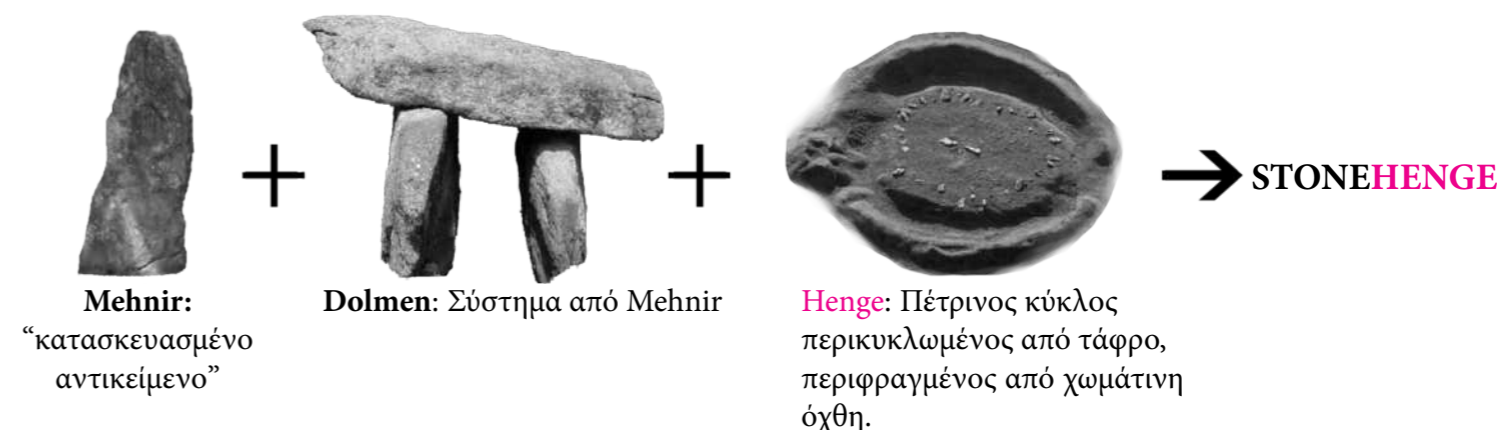 STONEHENGE
Mehnir:
“κατασκευασμένο
αντικείμενο”
Dolmen: Σύστημα από Mehnir
Henge: Πέτρινος κύκλος
περικυκλωμένος από τάφρο,
περιφραγμένος από χωμάτινη
όχθη.